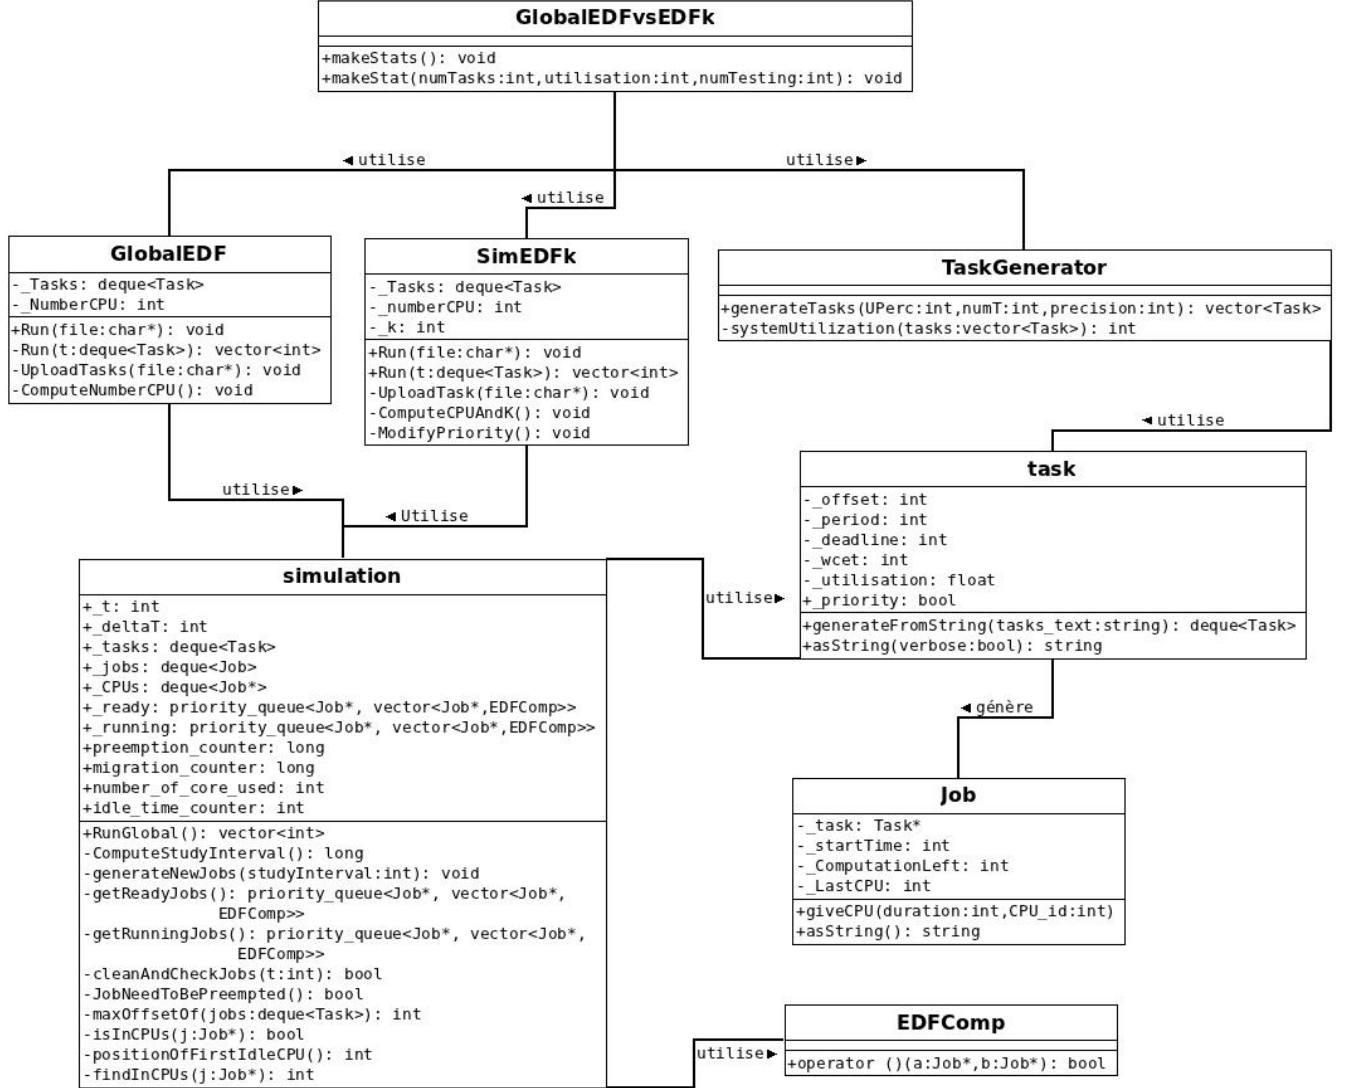 GlobalEDFvsEDFk
+makeStats(): void
+makeStat(numTasks:int,utilisation:int,numTesting:int): void
◄ utilise
utilise►
◄ utilise
GlobalEDF
-_Tasks: deque<Task>
-_NumberCPU: int
+Run(file:char*): void
-Run(t:deque<Task>): vector<int>
-UploadTasks(file:char*): void
-ComputeNumberCPU(): void
SimEDFk
-_Tasks: deque<Task>
-_numberCPU: int
-_k: int
+Run(file:char*): void
+Run(t:deque<Task>): vector<int>
-UploadTask(file:char*): void
-ComputeCPUAndK(): void
-ModifyPriority(): void
TaskGenerator
+generateTasks(UPerc:int,numT:int,precision:int): vector<Task>
-systemUtilization(tasks:vector<Task>): int
◄ utilise
utilise►
◄ Utilise
task
-_offset: int
-_period: int
-_deadline: int
-_wcet: int
-_utilisation: float
+_priority: bool
+generateFromString(tasks_text:string): deque<Task>
+asString(verbose:bool): string
utilise►
simulation
+_t: int
+_deltaT: int
+_tasks: deque<Task>
+_jobs: deque<Job>
+_CPUs: deque<Job*>
+_ready: priority_queue<Job*, vector<Job*,EDFComp>>
+_running: priority_queue<Job*, vector<Job*,EDFComp>>
+preemption_counter: long
+migration_counter: long
+number_of_core_used: int
+idle_time_counter: int
+RunGlobal(): vector<int>
-ComputeStudyInterval(): long
-generateNewJobs(studyInterval:int): void
-getReadyJobs(): priority_queue<Job*, vector<Job*,
EDFComp>>
-getRunningJobs(): priority_queue<Job*, vector<Job*,
EDFComp>>
-cleanAndCheckJobs(t:int): bool
-JobNeedToBePreempted(): bool
-maxOffsetOf(jobs:deque<Task>): int
-isInCPUs(j:Job*): bool
-positionOfFirstIdleCPU(): int
-findInCPUs(j:Job*): int
◄ génère
Job
-_task: Task*
-_startTime: int
-_ComputationLeft: int
-_LastCPU: int
+giveCPU(duration:int,CPU_id:int)
+asString(): string
utilise►
EDFComp
+operator ()(a:Job*,b:Job*): bool